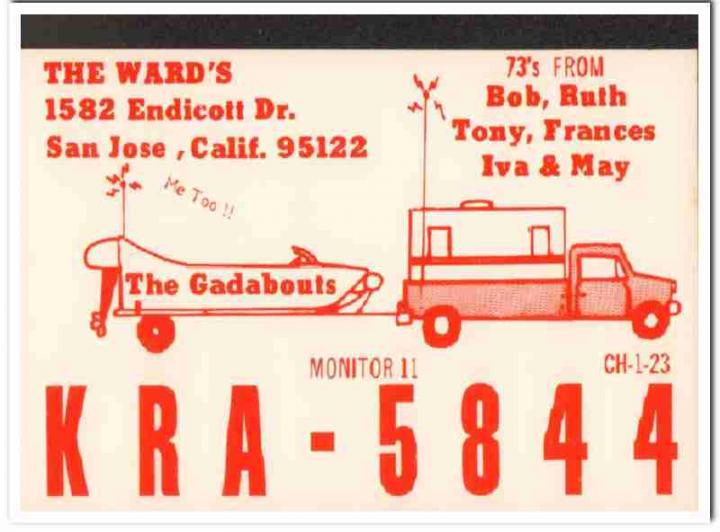 THE WARD'S
1582 Endicott Dr.
San Jose , Calif. 95122
73's FROM
Bob, Ruth
Tony, Frances
Iva & May
Me Too !!
The Gadabouts
MONITOR 11
CH-1-23
KRA-5844